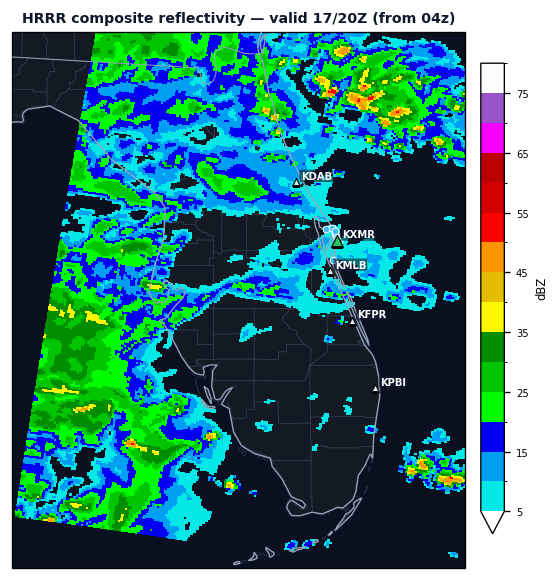 HRRR composite reflectivity — valid 17/20Z (from 04z)
KDAB
KXMR
KMLB
KFPR
KPBI
75
65
55
45
35
25
15
5
dBZ